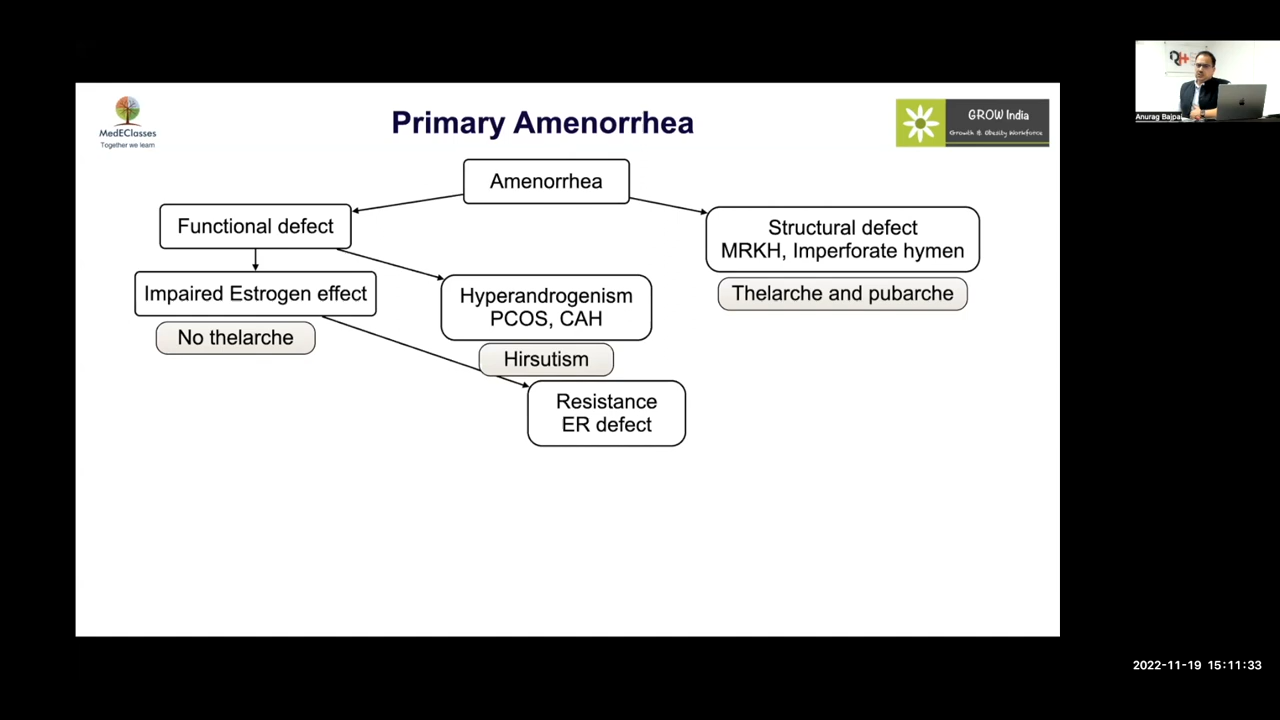 MedEClasses
Together we learn
Primary Amenorrhea
GROW India
Growth & Obesity Workforce
Anurag Bajpai
Amenorrhea
Functional defect
Structural defect
MRKH, Imperforate hymen
Impaired Estrogen effect
Hyperandrogenism
PCOS, CAH
Thelarche and pubarche
No thelarche
Hirsutism
Resistance
ER defect
2022-11-19 15:11:33